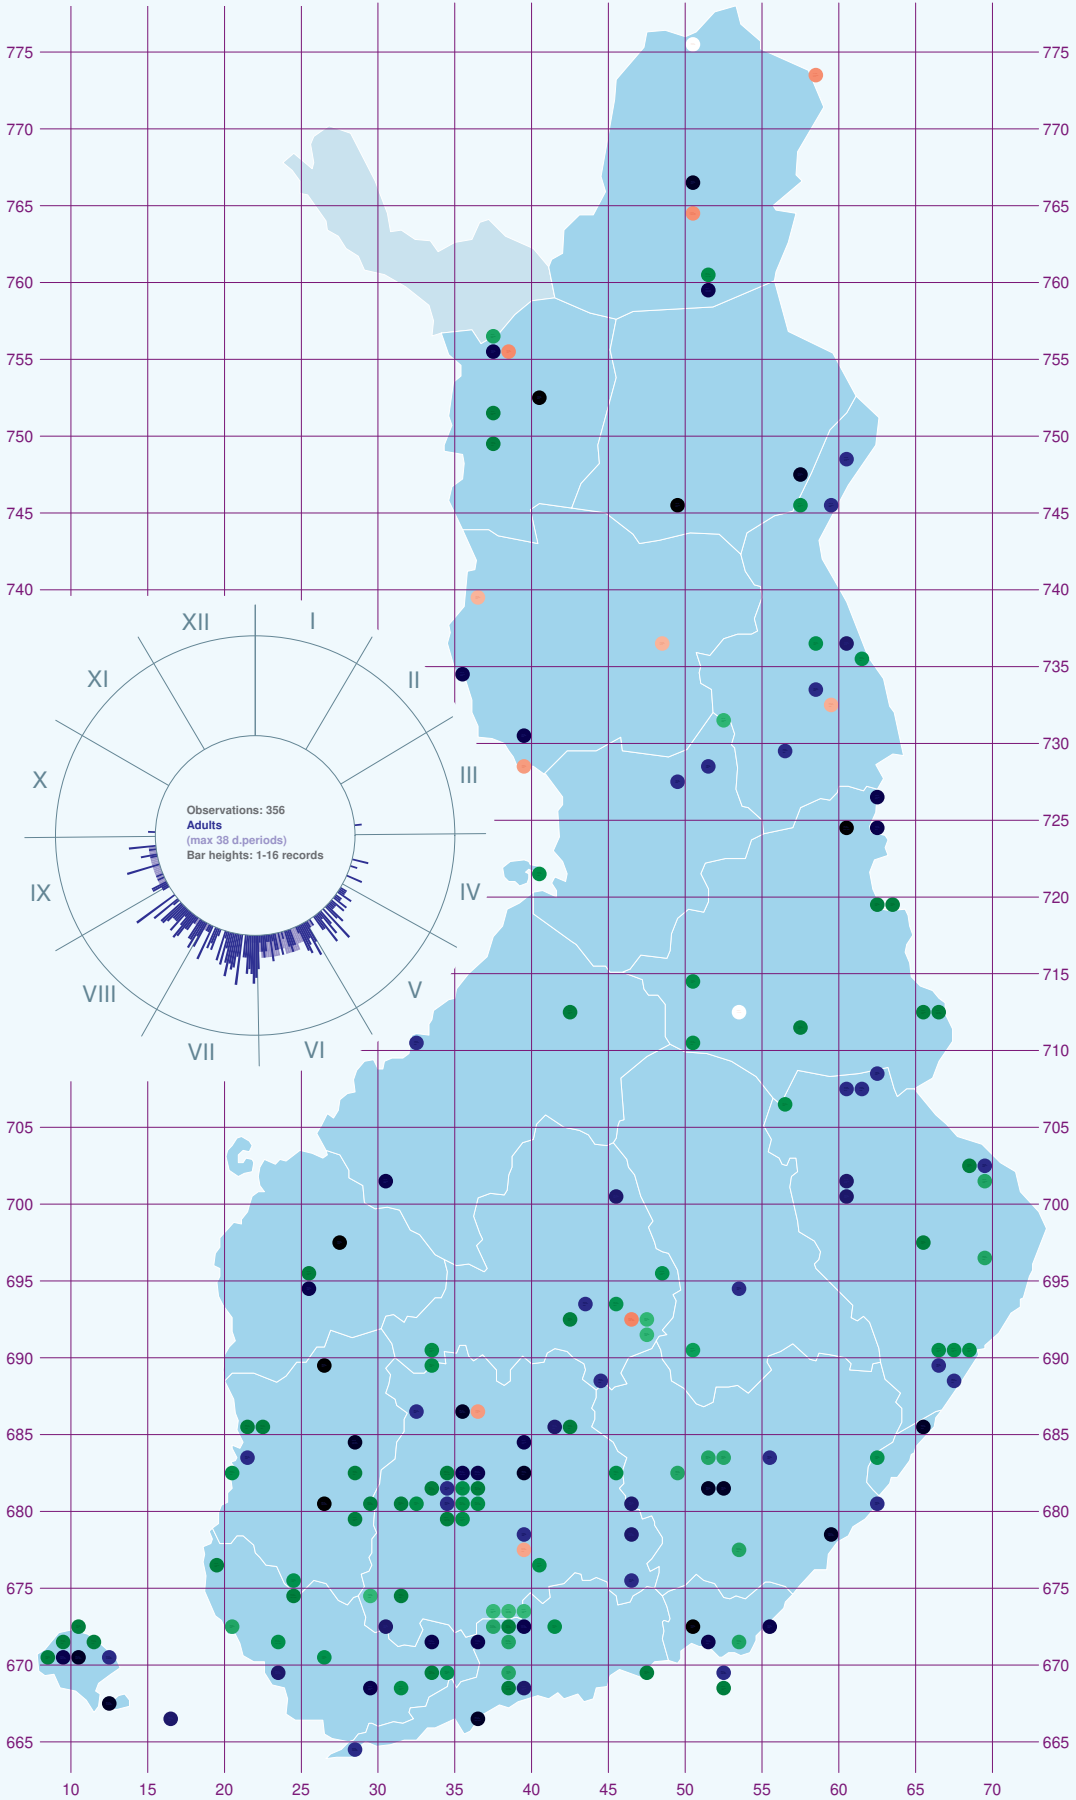 775 775
770 770
765 765
760 760
755 755
750 750
745 745
740 740
XII I
XI II
735
X III
730
Observations: 356
Adults
(max 38 d.periods)
Bar heights: 1-16 records
725
IX IV
720
VIII V
715
VII VI
710
705 705
700 700
695 695
690 690
685 685
680 680
675 675
670 670
665 665
10 15 20 25 30 35 40 45 50 55 60 65 70